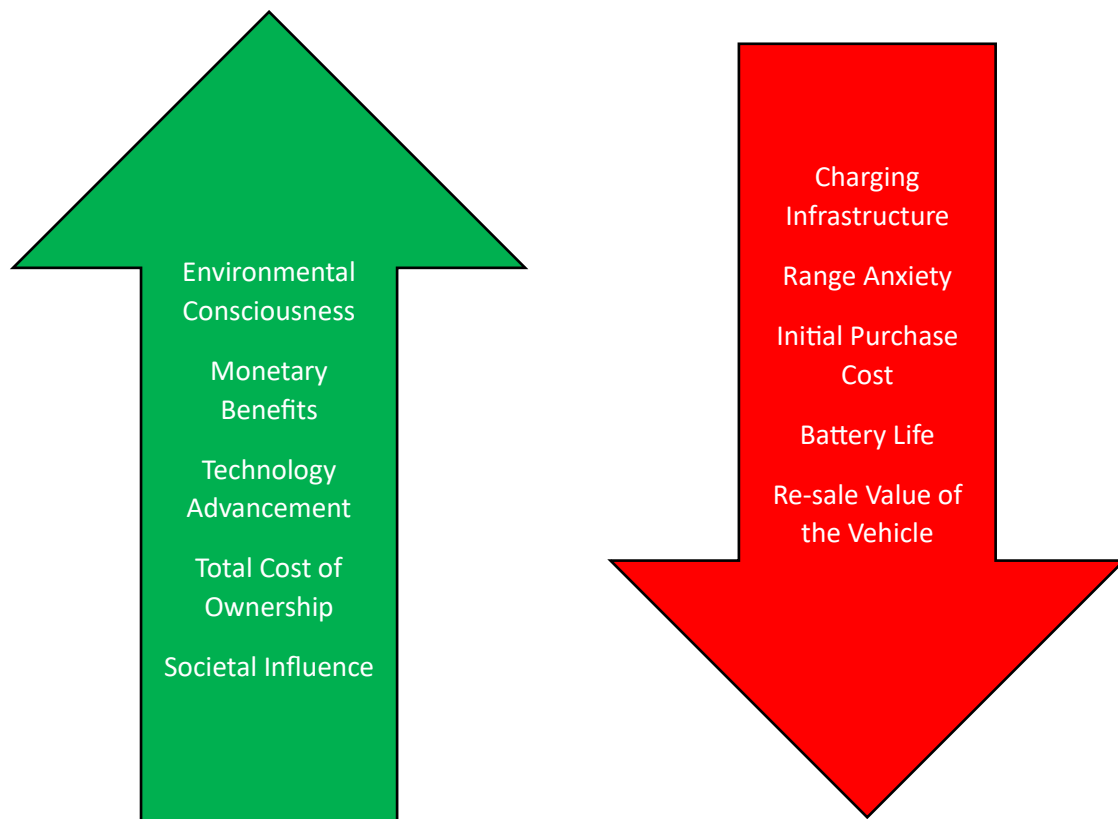 Environmental
Consciousness
Monetary
Benefits
Technology
Advancement
Total Cost of
Ownership
Societal Influence
Charging
Infrastructure
Range Anxiety
Initial Purchase
Cost
Battery Life
Re-sale Value of
the Vehicle